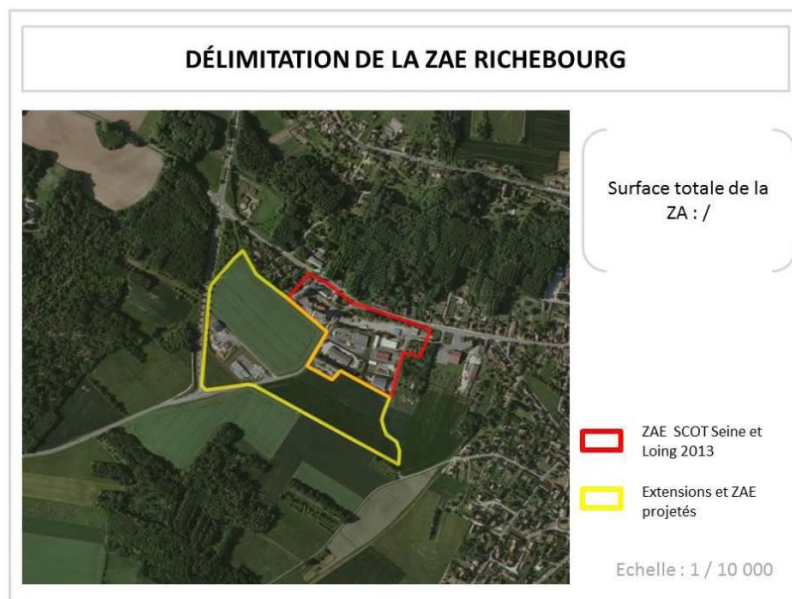 DÉLIMITATION DE LA ZAE RICHEBOURG
Surface totale de la
ZA : /
ZAE SCOT Seine et
Loing 2013
Extensions et ZAE
projetés
Echelle : 1 / 10 000